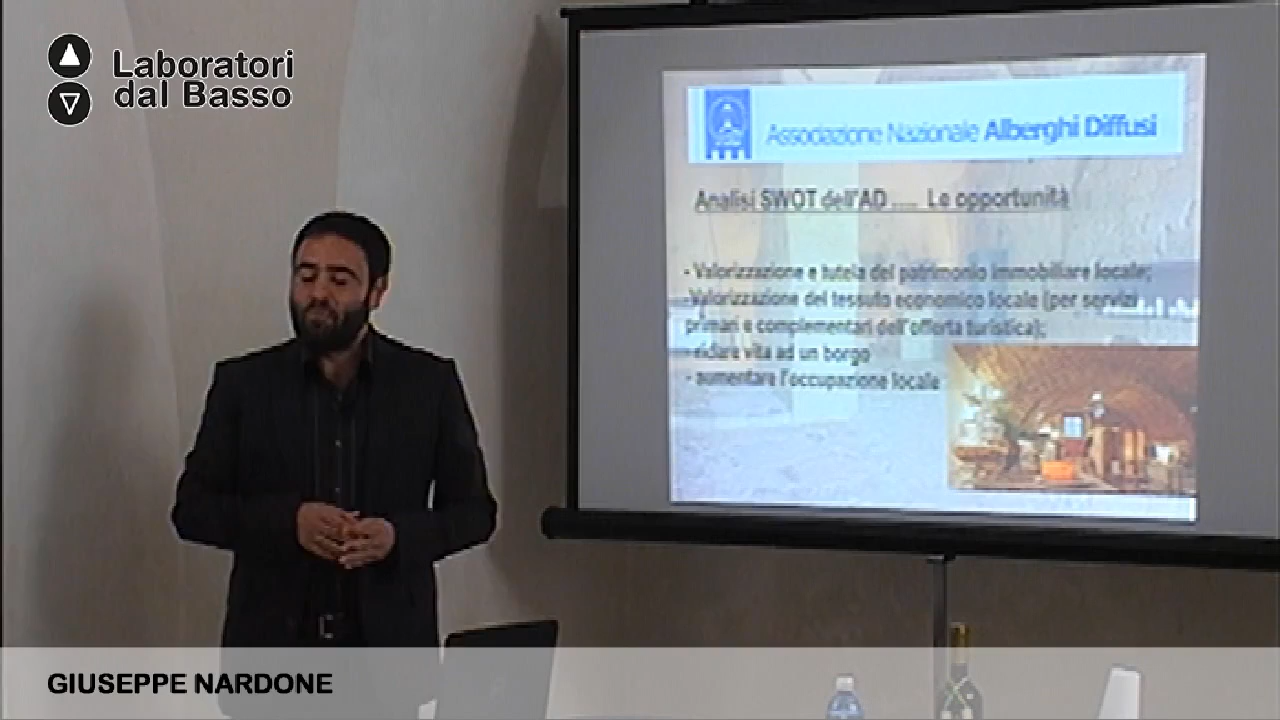 Laboratori
dal Basso
Associazione Nazionale Alberghi Diffusi
Analisi SWOT dell'AD .... Le opportunità
- Valorizzazione e tutela del patrimonio immobiliare locale;
-Valorizzazione del tessuto economico locale (per servizi
primari e complementari dell'offerta turistica);
- ridare vita ad un borgo
- aumentare l'occupazione locale
GIUSEPPE NARDONE